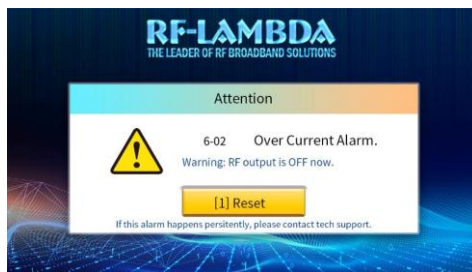 RF-LAMBDA
THE LEADER OF RF BROADBAND SOLUTIONS
Attention
6-02 Over Current Alarm.
Warning: RF output is OFF now.
[1] Reset
If this alarm happens persitently, please contact tech support.